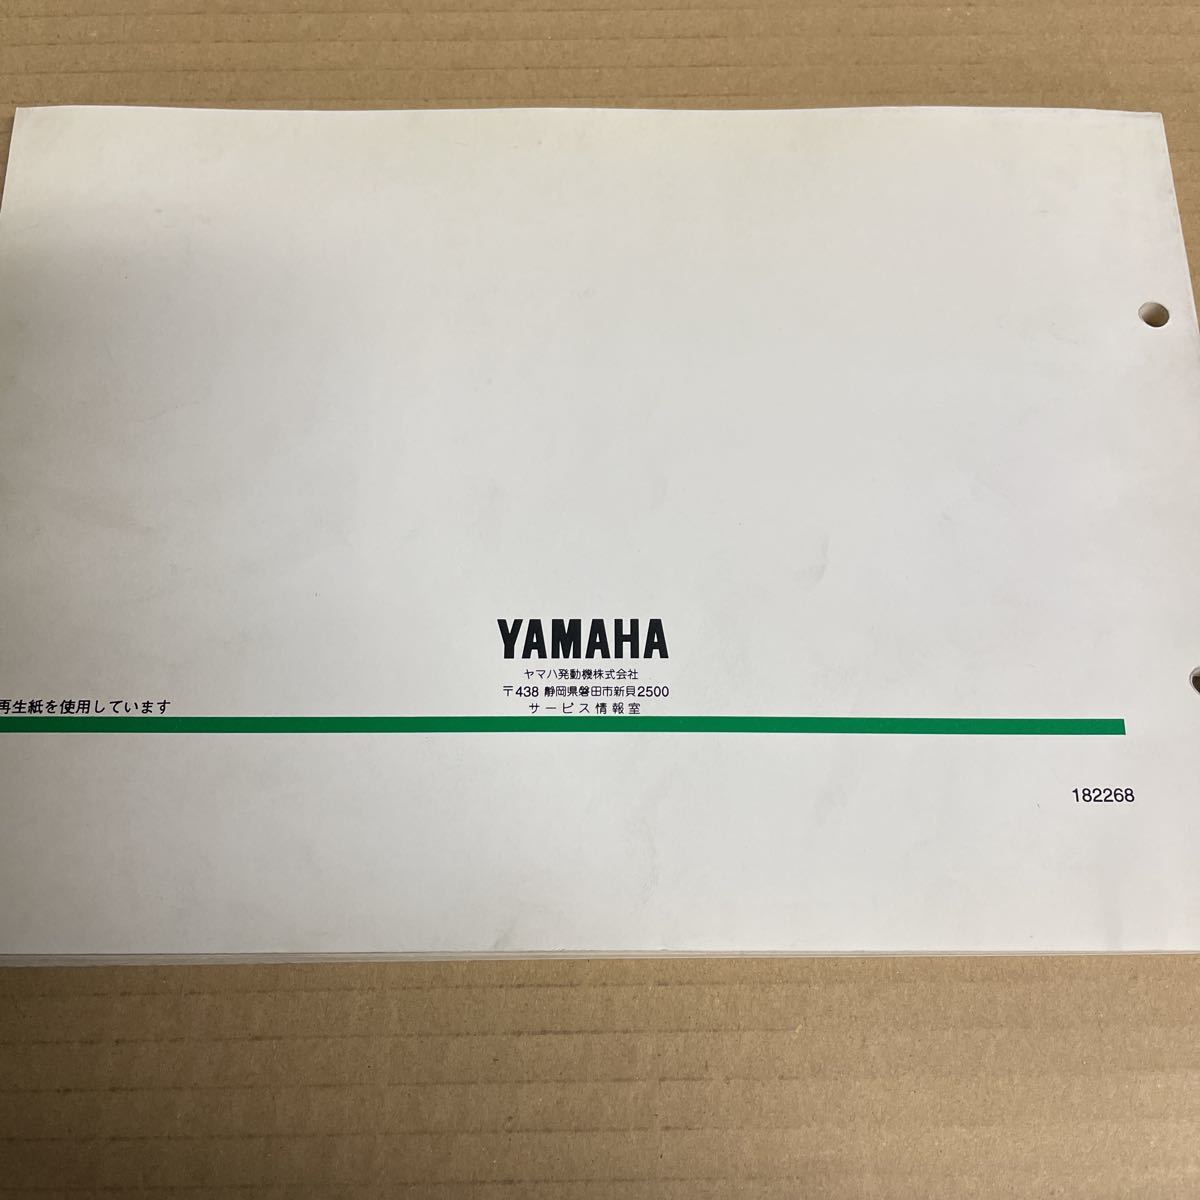 YAMAHA
ヤマハ発動機株式会社
〒438 静岡県磐田市新貝2500
サービス情報室
再生紙を使用しています
182268